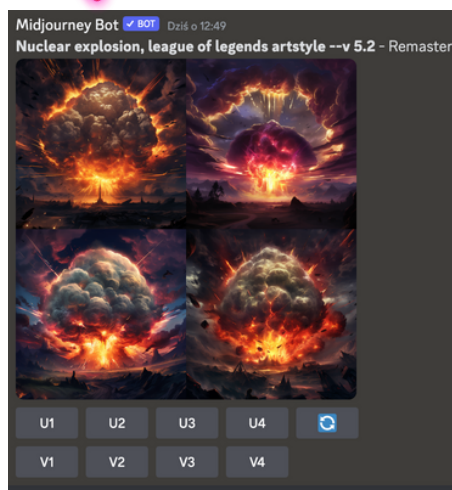 Midjourney Bot ✓ BOT Dziś o 12:49
Nuclear explosion, league of legends artstyle --v 5.2 - Remaster
U1 U2 U3 U4
V1 V2 V3 V4